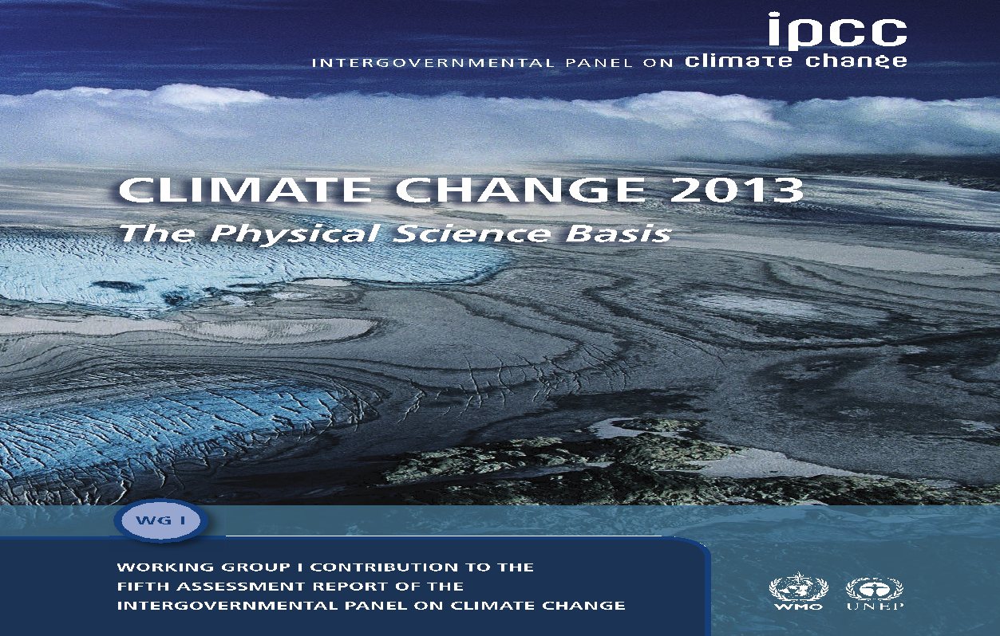 ipcc
INTERGOVERNMENTAL PANEL ON climate change
CLIMATE CHANGE 2013
The Physical Science Basis
WG I
WORKING GROUP I CONTRIBUTION TO THE
FIFTH ASSESSMENT REPORT OF THE
INTERGOVERNMENTAL PANEL ON CLIMATE CHANGE
WMO
UNEP